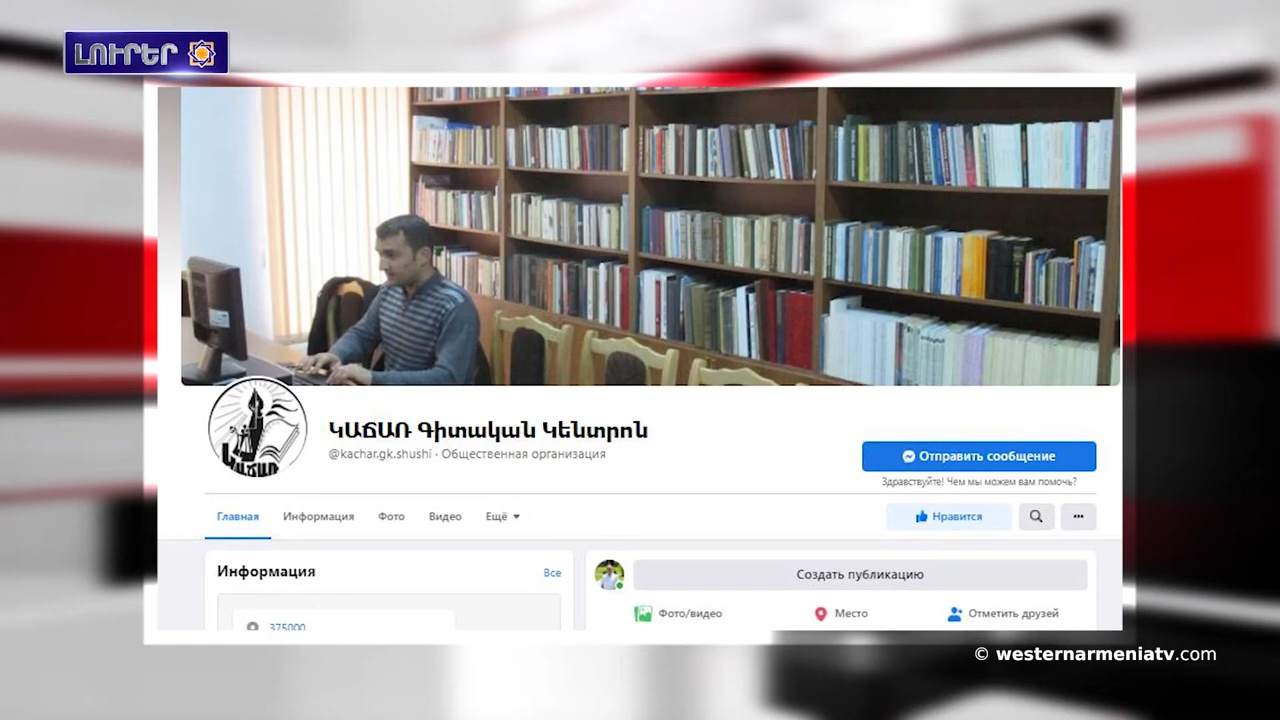 ԼՈՒՐԵՐ
ԿԱՃԱՌ
ԿԱՃԱՌ Գիտական Կենտրոն
@kachar.gk.shushi · Общественная организация
Отправить сообщение
Здравствуйте! Чем мы можем вам помочь?
Главная Информация Фото Видео Ещё
Нравится
Информация Все
Создать публикацию
375000
Фото/видео Место Отметить друзей
© westernarmeniatv.com